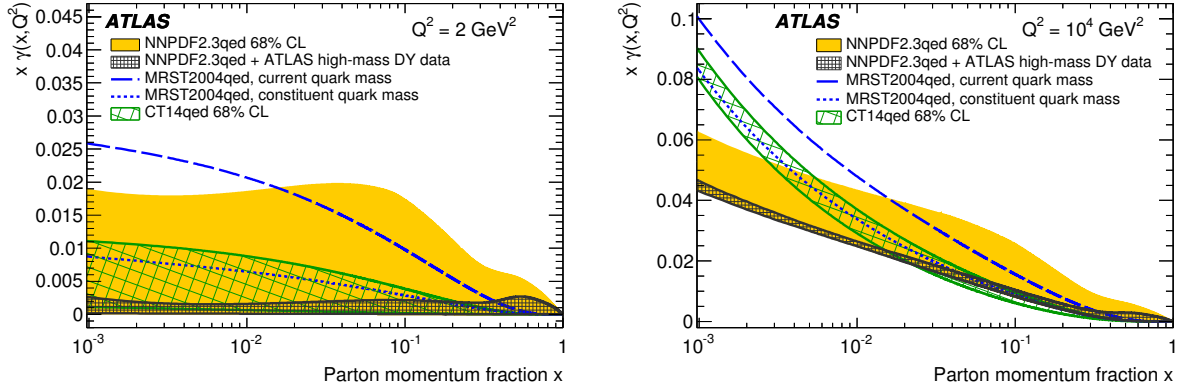 ATLAS
Q² = 2 GeV²
NNPDF2.3qed 68% CL
NNPDF2.3qed + ATLAS high-mass DY data
MRST2004qed, current quark mass
MRST2004qed, constituent quark mass
CT14qed 68% CL
x γ(x,Q²)
0.045
0.04
0.035
0.03
0.025
0.02
0.015
0.01
0.005
0
10⁻³ 10⁻² 10⁻¹ 1
Parton momentum fraction x
ATLAS
Q² = 10⁴ GeV²
NNPDF2.3qed 68% CL
NNPDF2.3qed + ATLAS high-mass DY data
MRST2004qed, current quark mass
MRST2004qed, constituent quark mass
CT14qed 68% CL
x γ(x,Q²)
0.1
0.08
0.06
0.04
0.02
0
10⁻³ 10⁻² 10⁻¹ 1
Parton momentum fraction x